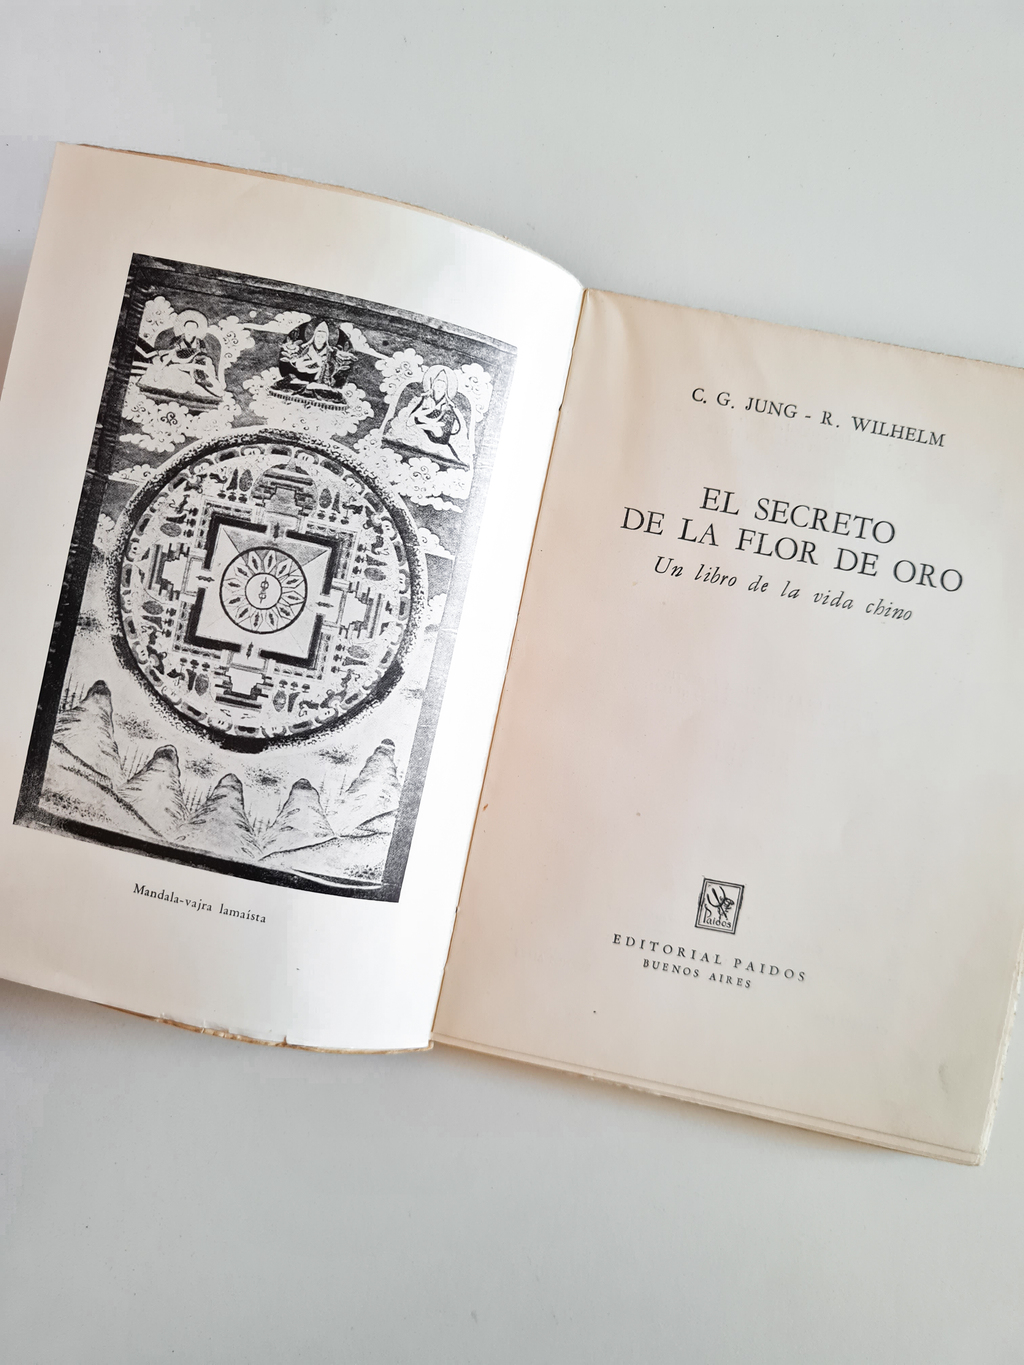 Mandala-vajra lamaísta
C. G. JUNG - R. WILHELM
EL SECRETO
DE LA FLOR DE ORO
Un libro de la vida chino
Paidos
EDITORIAL PAIDOS
BUENOS AIRES